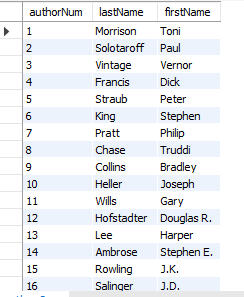 authorNum lastName firstName
1 Morrison Toni
2 Solotaroff Paul
3 Vintage Vernor
4 Francis Dick
5 Straub Peter
6 King Stephen
7 Pratt Philip
8 Chase Truddi
9 Collins Bradley
10 Heller Joseph
11 Wills Gary
12 Hofstadter Douglas R.
13 Lee Harper
14 Ambrose Stephen E.
15 Rowling J.K.
16 Salinger J.D.